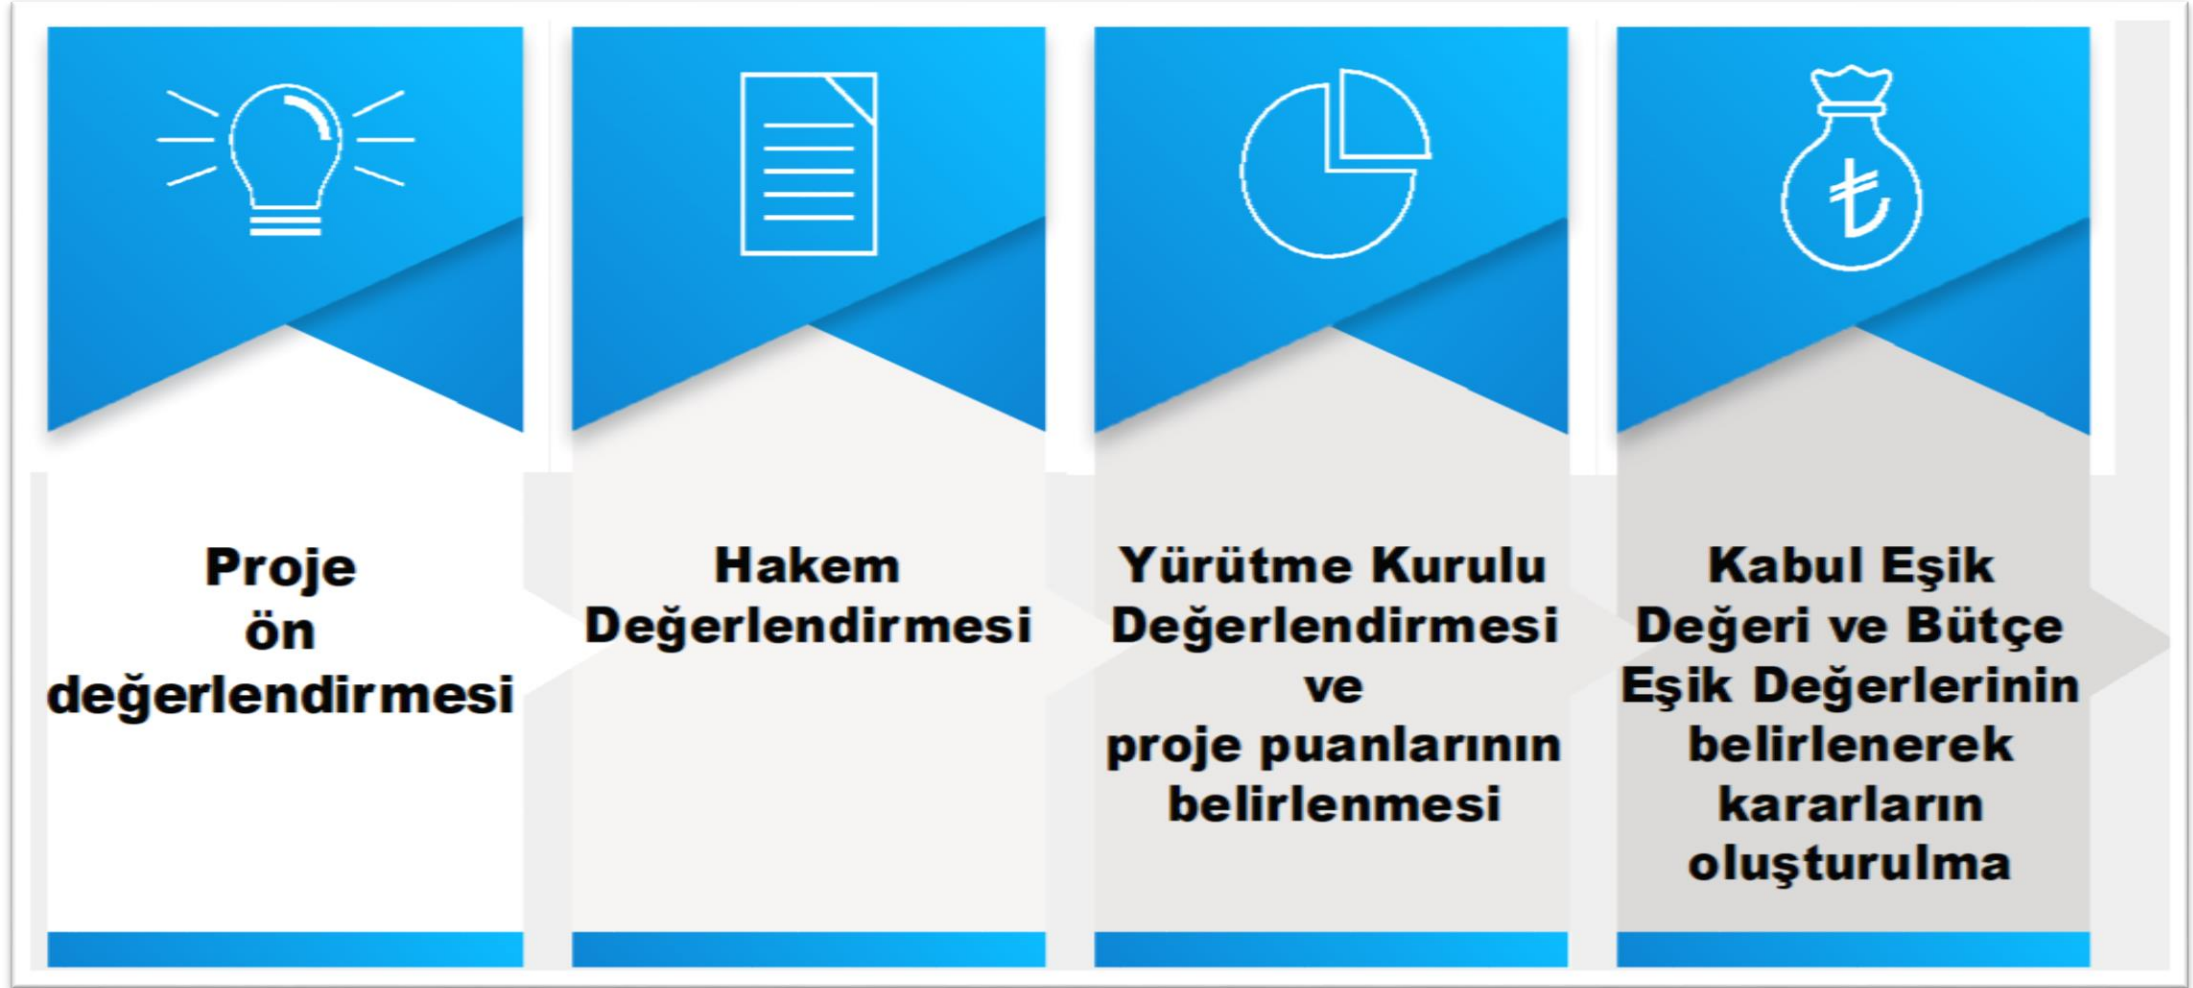 Proje
ön
değerlendirmesi
Hakem
Değerlendirmesi
Yürütme Kurulu
Değerlendirmesi
ve
proje puanlarının
belirlenmesi
₺
Kabul Eşik
Değeri ve Bütçe
Eşik Değerlerinin
belirlenerek
kararların
oluşturulma